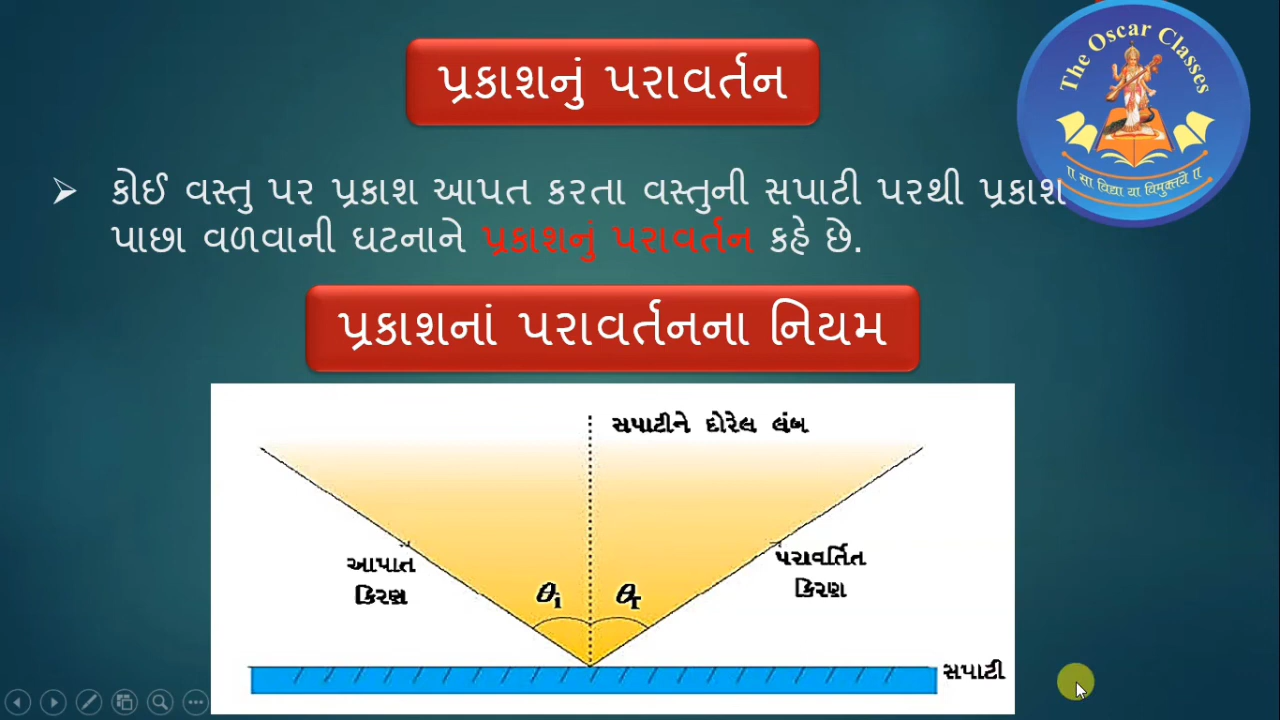 The Oscar Classes
॥ सा विद्या या विमुक्तये ॥
પ્રકાશનું પરાવર્તન
➢ કોઈ વસ્તુ પર પ્રકાશ આપત કરતા વસ્તુની સપાટી પરથી પ્રકાશ
પાછા વળવાની ઘટનાને પ્રકાશનું પરાવર્તન કહે છે.
પ્રકાશનાં પરાવર્તનના નિયમ
સપાટીને દોરેલ લંબ
આપાત
કિરણ
પરાવર્તિત
કિરણ
θi θr
સપાટી